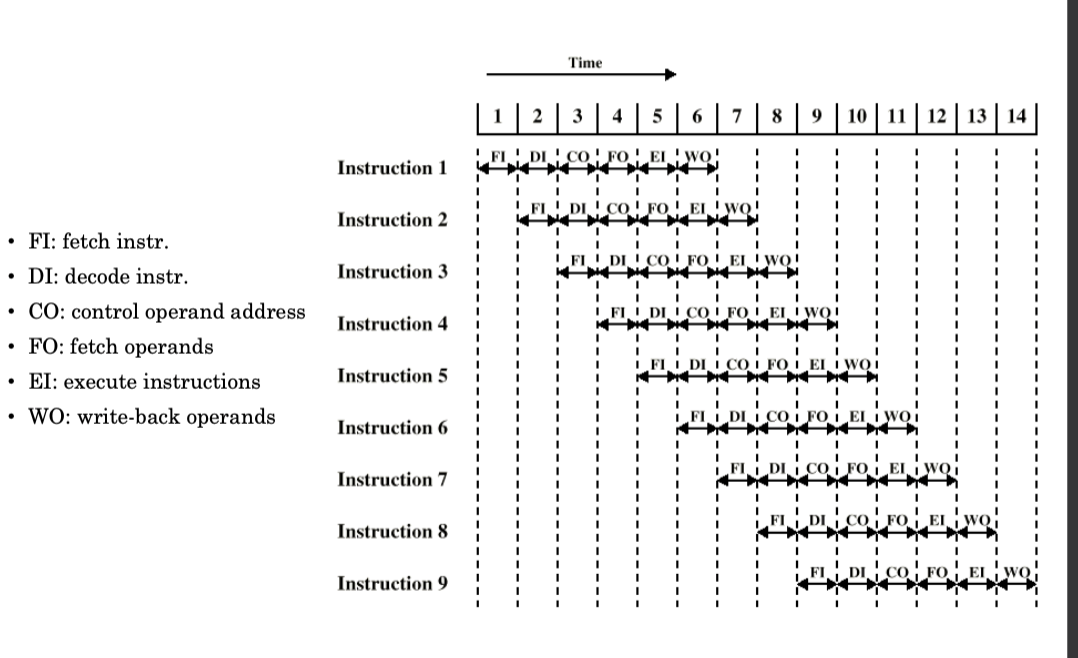 Time
1 2 3 4 5 6 7 8 9 10 11 12 13 14
Instruction 1 FI DI CO FO EI WO
Instruction 2 FI DI CO FO EI WO
Instruction 3 FI DI CO FO EI WO
Instruction 4 FI DI CO FO EI WO
Instruction 5 FI DI CO FO EI WO
Instruction 6 FI DI CO FO EI WO
Instruction 7 FI DI CO FO EI WO
Instruction 8 FI DI CO FO EI WO
Instruction 9 FI DI CO FO EI WO
• FI: fetch instr.
• DI: decode instr.
• CO: control operand address
• FO: fetch operands
• EI: execute instructions
• WO: write-back operands